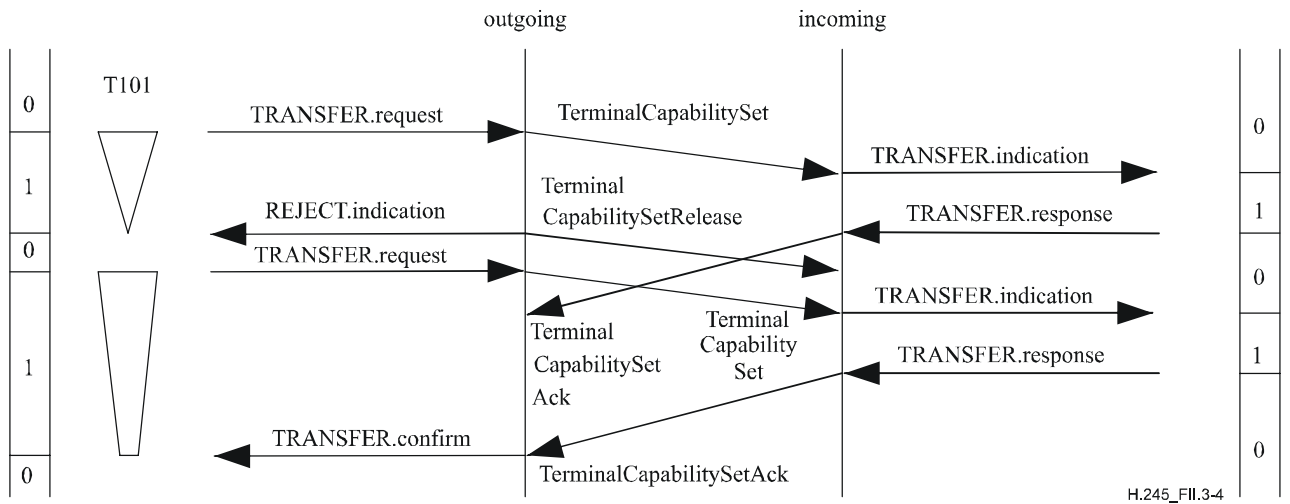 outgoing
incoming
T101
0
TRANSFER.request
TerminalCapabilitySet
0
TRANSFER.indication
1
Terminal
CapabilitySetRelease
REJECT.indication
TRANSFER.response
1
0
TRANSFER.request
0
TRANSFER.indication
Terminal
CapabilitySet
Ack
Terminal
Capability
Set
1
TRANSFER.response
1
TRANSFER.confirm
TerminalCapabilitySetAck
0
0
H.245_FII.3-4